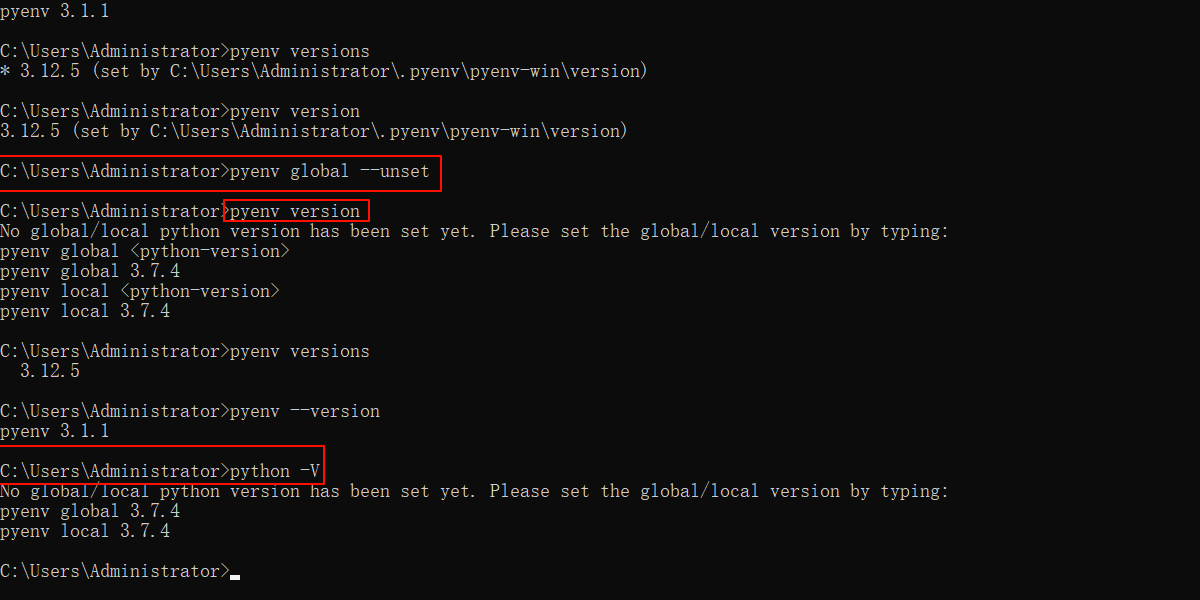 pyenv 3.1.1
C:\Users\Administrator>pyenv versions
* 3.12.5 (set by C:\Users\Administrator\.pyenv\pyenv-win\version)
C:\Users\Administrator>pyenv version
3.12.5 (set by C:\Users\Administrator\.pyenv\pyenv-win\version)
C:\Users\Administrator>pyenv global --unset
C:\Users\Administrator>pyenv version
No global/local python version has been set yet. Please set the global/local version by typing:
pyenv global <python-version>
pyenv global 3.7.4
pyenv local <python-version>
pyenv local 3.7.4
C:\Users\Administrator>pyenv versions
  3.12.5
C:\Users\Administrator>pyenv --version
pyenv 3.1.1
C:\Users\Administrator>python -V
No global/local python version has been set yet. Please set the global/local version by typing:
pyenv global 3.7.4
pyenv local 3.7.4
C:\Users\Administrator>